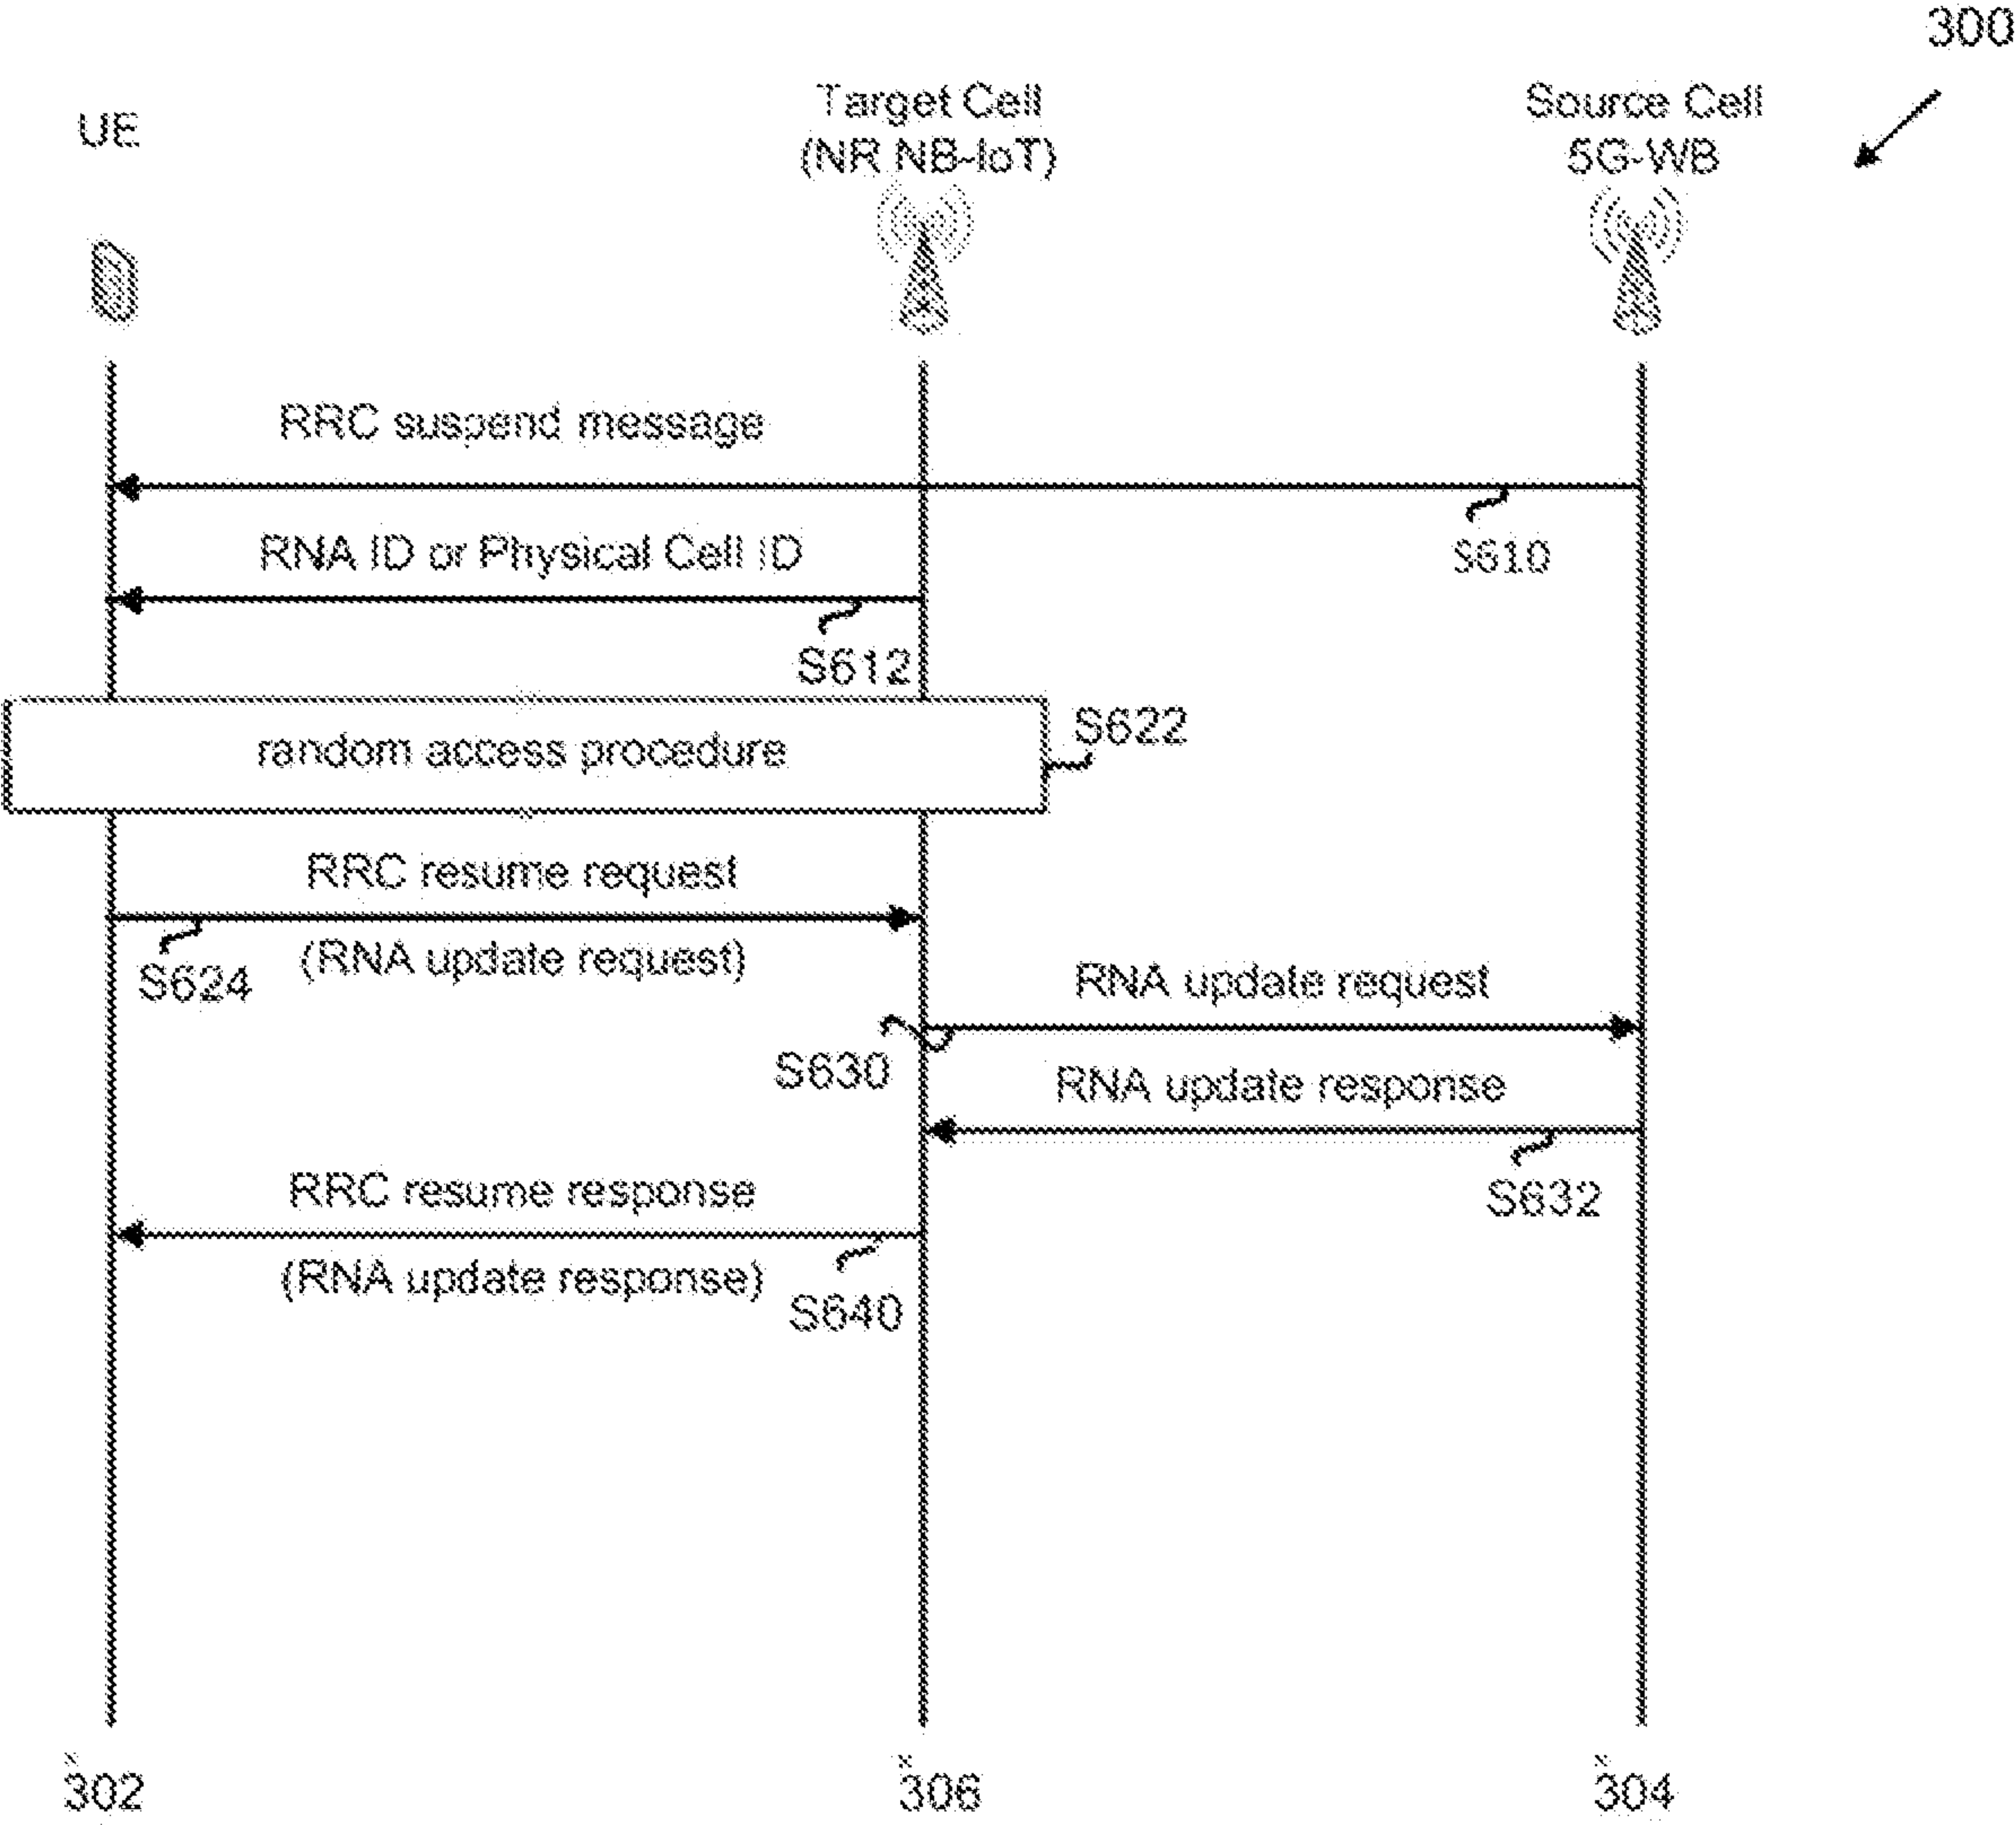 300
UE
Target Cell
(NR NB-IoT)
Source Cell
5G-WB
RRC suspend message
S610
RNA ID or Physical Cell ID
S612
random access procedure
S622
RRC resume request
(RNA update request)
S624
RNA update request
S630
RNA update response
S632
RRC resume response
(RNA update response)
S640
302
306
304